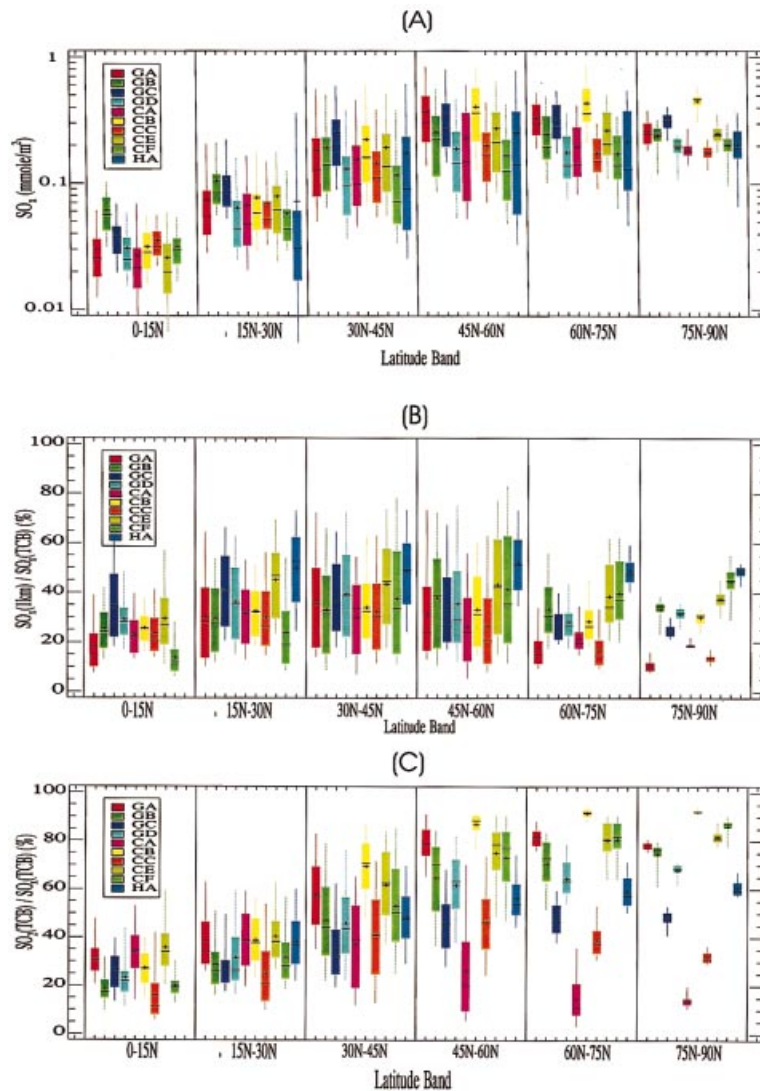 (A)
1
0.1
0.01
SOx (mmole/m²)
GA
GB
GC
GD
CA
CB
CC
CE
CF
HA
0-15N 15N-30N 30N-45N 45N-60N 60N-75N 75N-90N
Latitude Band
(B)
100
80
60
40
20
0
SOx(1km) / SOx(TCB) (%)
GA
GB
GC
GD
CA
CB
CC
CE
CF
HA
0-15N 15N-30N 30N-45N 45N-60N 60N-75N 75N-90N
Latitude Band
(C)
100
80
60
40
20
0
GA
GB
GC
GD
CA
CB
CC
CE
CF
HA
0-15N 15N-30N 30N-45N 45N-60N 60N-75N 75N-90N
Latitude Band